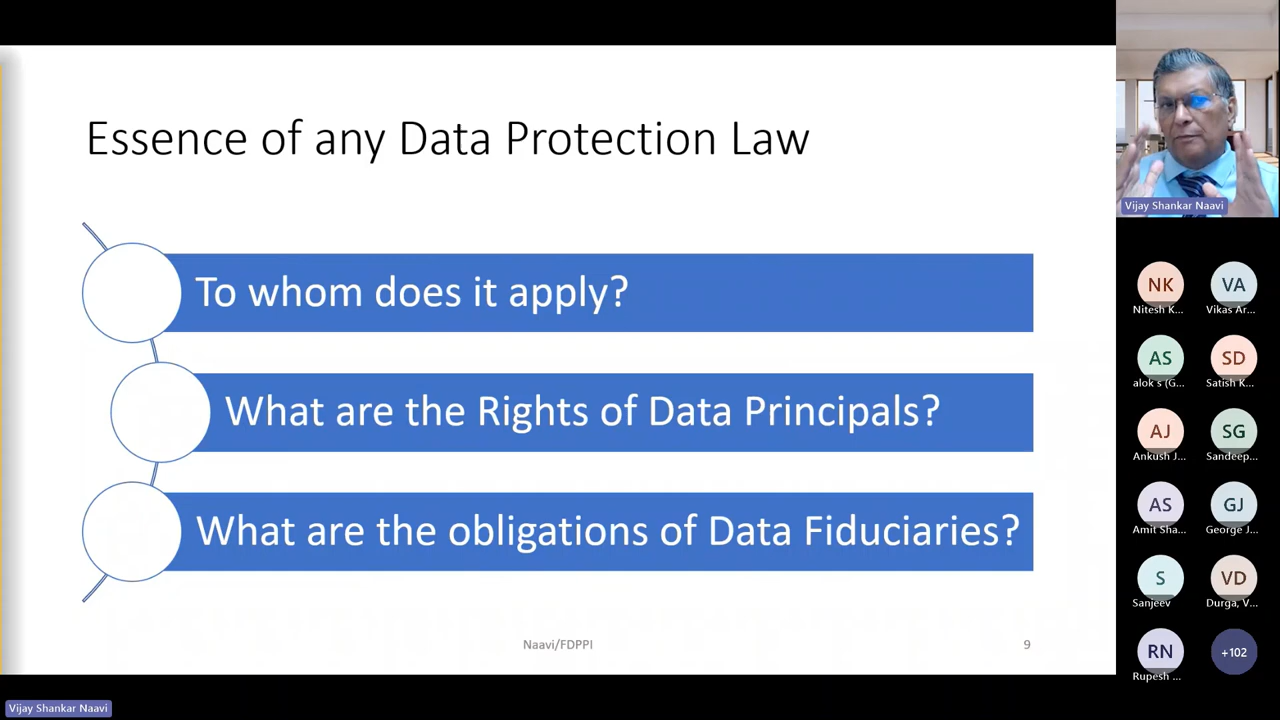 Essence of any Data Protection Law
To whom does it apply?
What are the Rights of Data Principals?
What are the obligations of Data Fiduciaries?
Naavi/FDPPI
9
Vijay Shankar Naavi
NK
VA
Nitesh K...
Vikas Ar...
AS
SD
alok s (G...
Satish K...
AJ
SG
Ankush J...
Sandeep...
AS
GJ
Amit Sha...
George J...
S
VD
Sanjeev
Durga, V...
RN
+102
Rupesh ...
Vijay Shankar Naavi